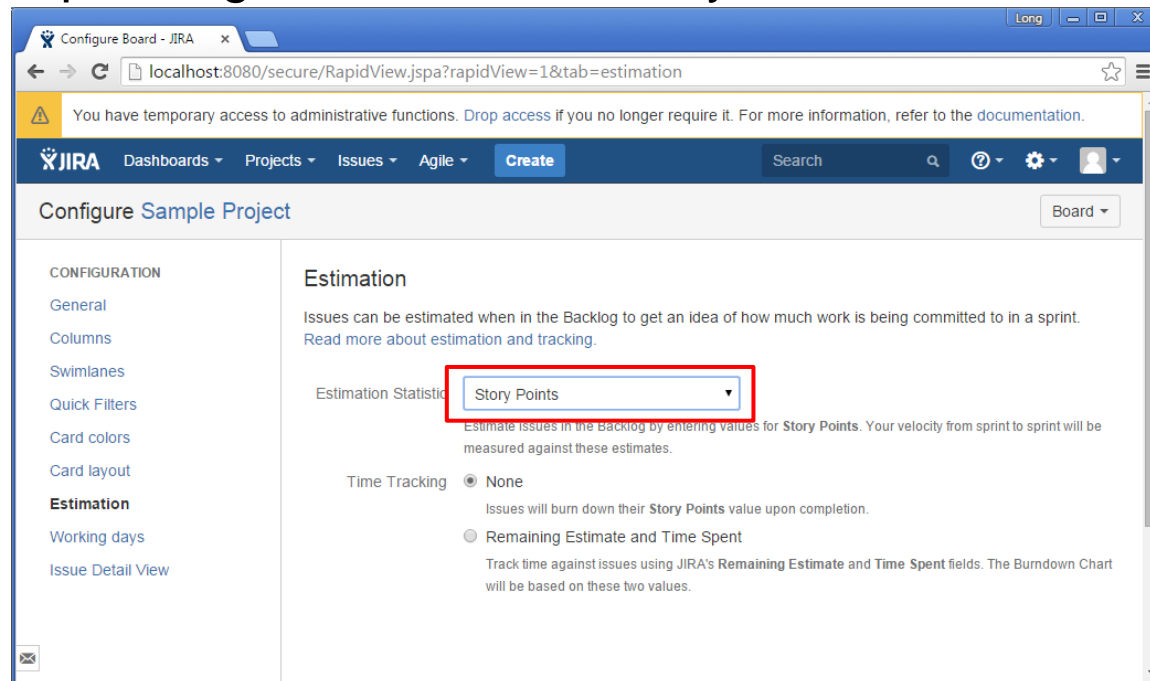 Long
Configure Board - JIRA
localhost:8080/secure/RapidView.jspa?rapidView=1&tab=estimation
You have temporary access to administrative functions. Drop access if you no longer require it. For more information, refer to the documentation.
JIRA Dashboards Projects Issues Agile Create Search
Configure Sample Project Board
CONFIGURATION
General
Columns
Swimlanes
Quick Filters
Card colors
Card layout
Estimation
Working days
Issue Detail View
Estimation
Issues can be estimated when in the Backlog to get an idea of how much work is being committed to in a sprint.
Read more about estimation and tracking.
Estimation Statistic Story Points
Estimate issues in the Backlog by entering values for Story Points. Your velocity from sprint to sprint will be
measured against these estimates.
Time Tracking None
Issues will burn down their Story Points value upon completion.
Remaining Estimate and Time Spent
Track time against issues using JIRA's Remaining Estimate and Time Spent fields. The Burndown Chart
will be based on these two values.